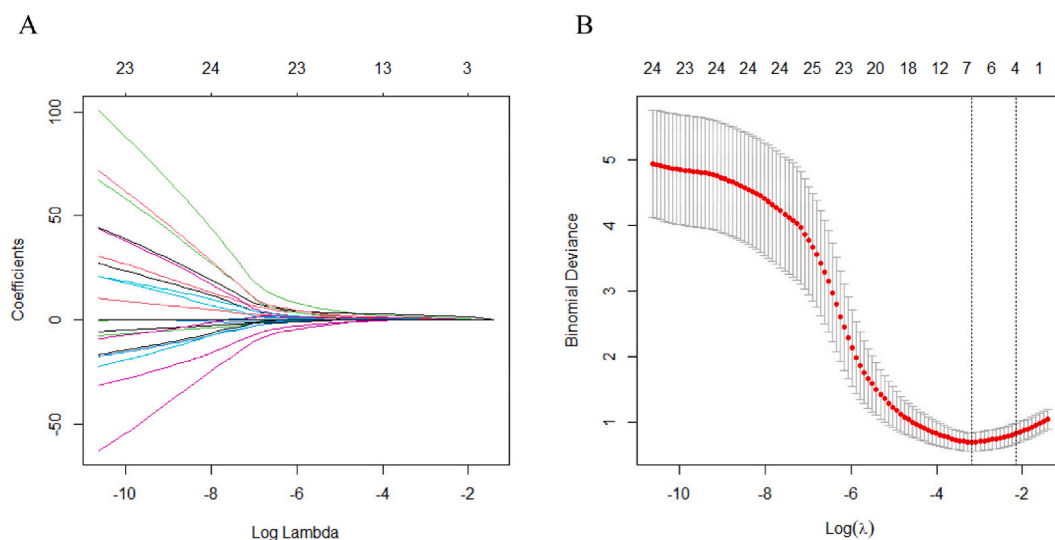 A
23 24 23 13 3
100
50
0
-50
Coefficients
-10 -8 -6 -4 -2
Log Lambda
B
24 23 24 24 24 25 23 20 18 12 7 6 4 1
5
4
3
2
1
Binomial Deviance
-10 -8 -6 -4 -2
Log(λ)